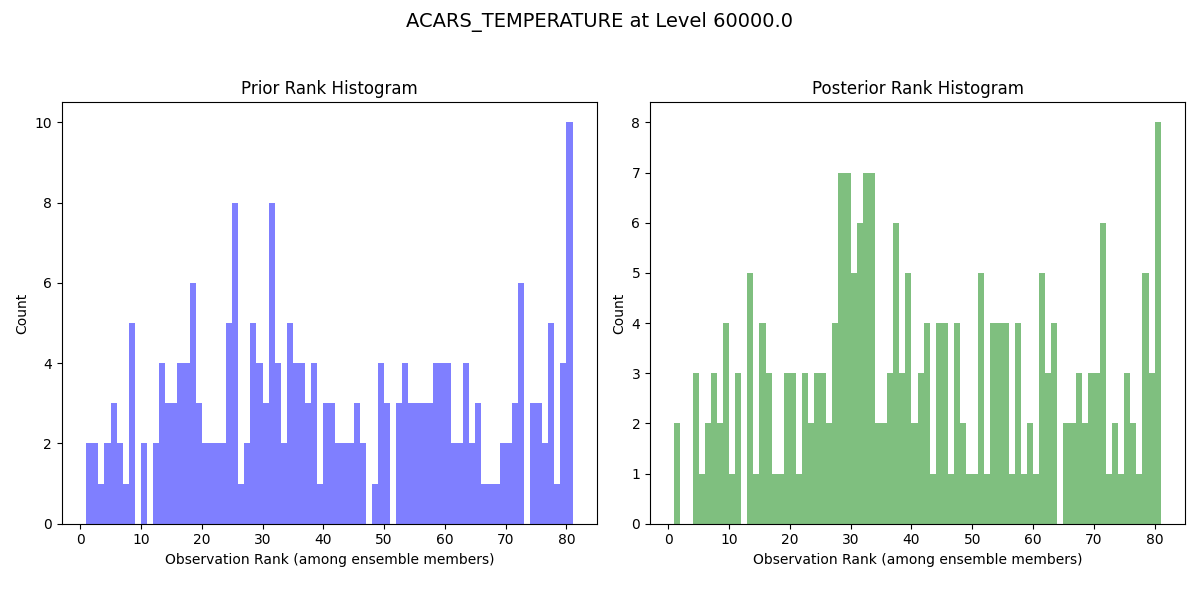 ACARS_TEMPERATURE at Level 60000.0
Prior Rank Histogram
Count
10
8
6
4
2
0
0 10 20 30 40 50 60 70 80
Observation Rank (among ensemble members)
Posterior Rank Histogram
Count
8
7
6
5
4
3
2
1
0
0 10 20 30 40 50 60 70 80
Observation Rank (among ensemble members)